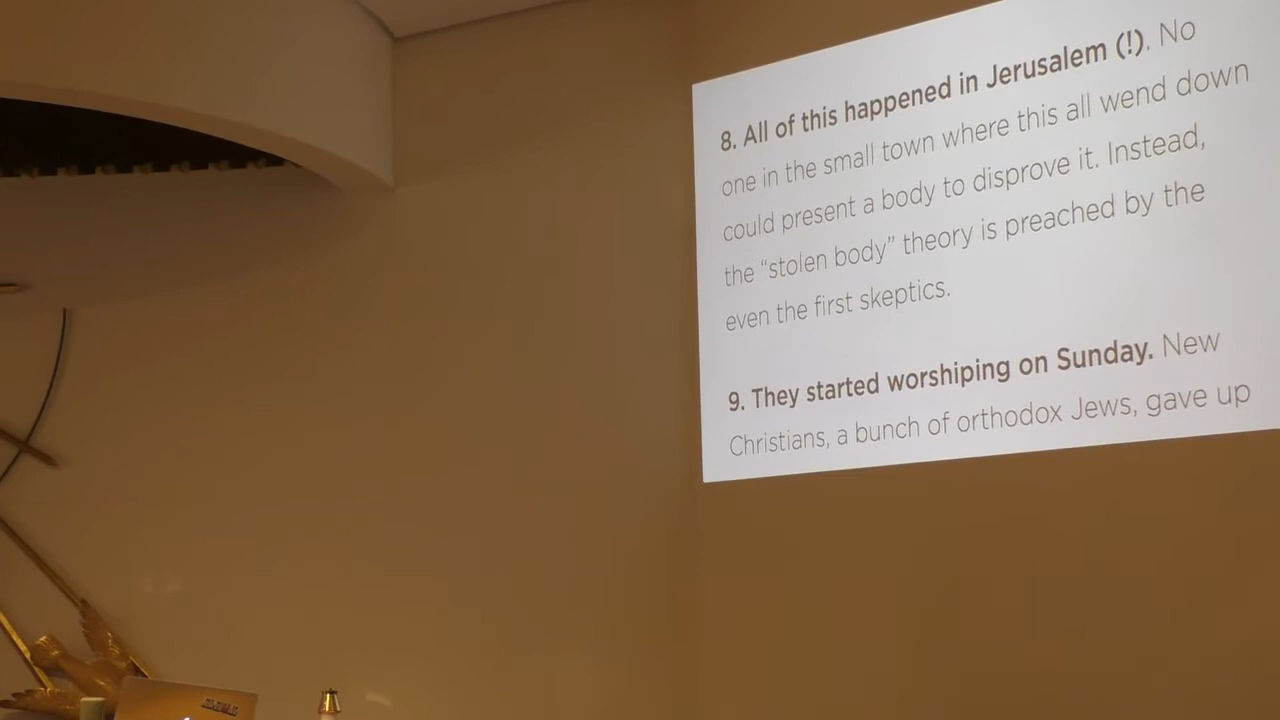 8. All of this happened in Jerusalem (!). No
one in the small town where this all wend down
could present a body to disprove it. Instead,
the “stolen body” theory is preached by the
even the first skeptics.
9. They started worshiping on Sunday. New
Christians, a bunch of orthodox Jews, gave up